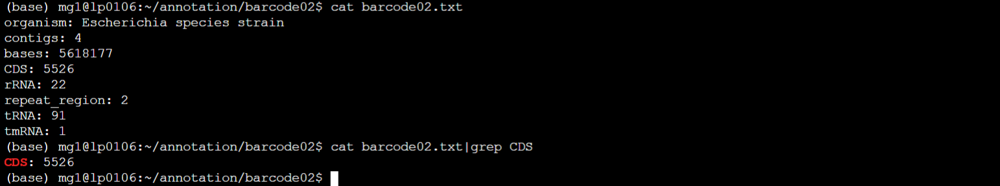 (base) mg1@lp0106:~/annotation/barcode02$ cat barcode02.txt
organism: Escherichia species strain
contigs: 4
bases: 5618177
CDS: 5526
rRNA: 22
repeat_region: 2
tRNA: 91
tmRNA: 1
(base) mg1@lp0106:~/annotation/barcode02$ cat barcode02.txt|grep CDS
CDS: 5526
(base) mg1@lp0106:~/annotation/barcode02$